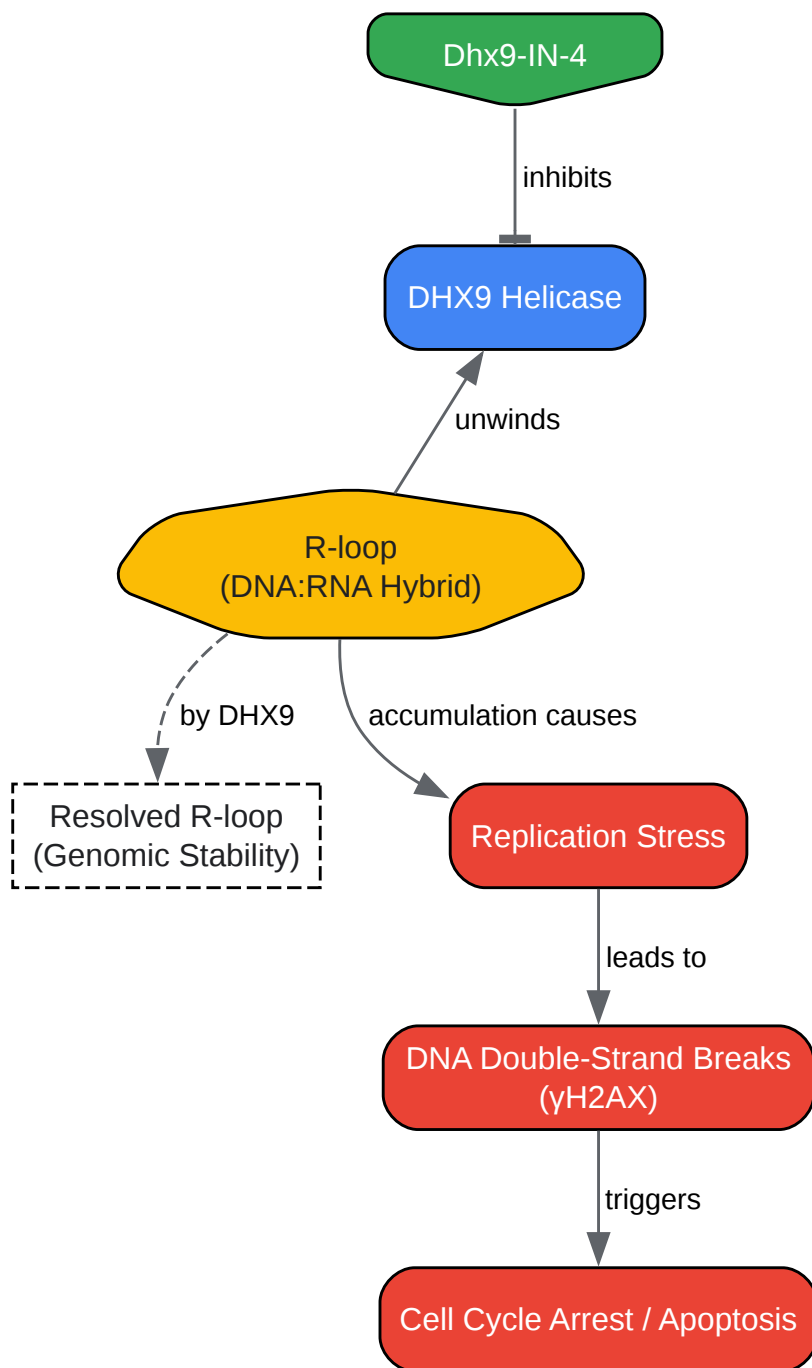 Dhx9-IN-4
inhibits
DHX9 Helicase
unwinds
R-loop
(DNA:RNA Hybrid)
by DHX9
accumulation causes
Resolved R-loop
(Genomic Stability)
Replication Stress
leads to
DNA Double-Strand Breaks
(γH2AX)
triggers
Cell Cycle Arrest / Apoptosis